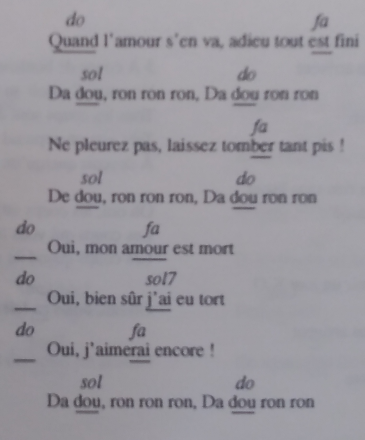 do fa
Quand l'amour s'en va, adieu tout est fini
sol do
Da dou, ron ron ron, Da dou ron ron
fa
Ne pleurez pas, laissez tomber tant pis !
sol do
De dou, ron ron ron, Da dou ron ron
do fa
__ Oui, mon amour est mort
do sol7
__ Oui, bien sûr j'ai eu tort
do fa
__ Oui, j'aimerai encore !
sol do
Da dou, ron ron ron, Da dou ron ron